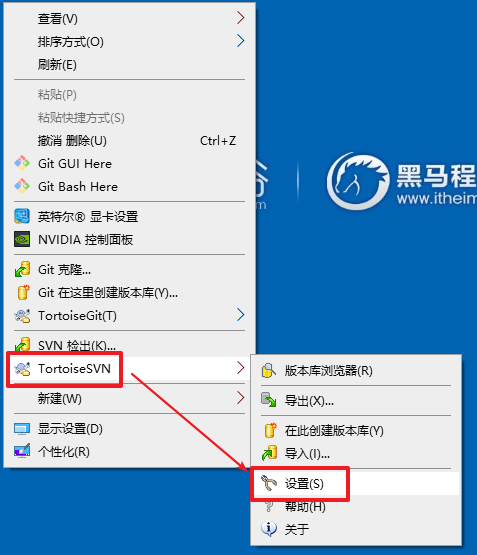 查看(V)
排序方式(O)
刷新(E)
粘贴(P)
粘贴快捷方式(S)
撤消 删除(U) Ctrl+Z
Git GUI Here
Git Bash Here
英特尔® 显卡设置
NVIDIA 控制面板
Git 克隆...
Git 在这里创建版本库(Y)...
TortoiseGit(T)
SVN 检出(K)...
TortoiseSVN
新建(W)
显示设置(D)
个性化(R)
版本库浏览器(R)
导出(X)...
在此创建版本库(Y)
导入(I)...
设置(S)
帮助(H)
关于
黑马程
www.itheim